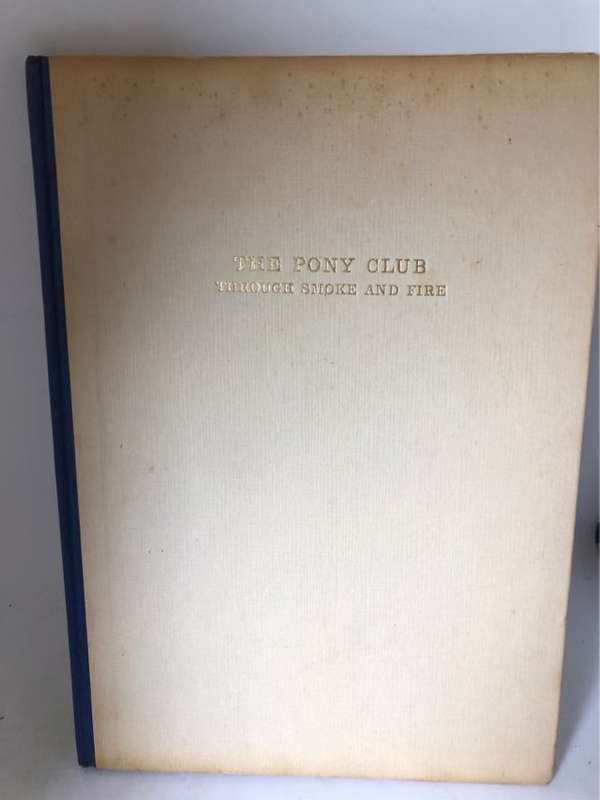 THE PONY CLUB
THROUGH SMOKE AND FIRE